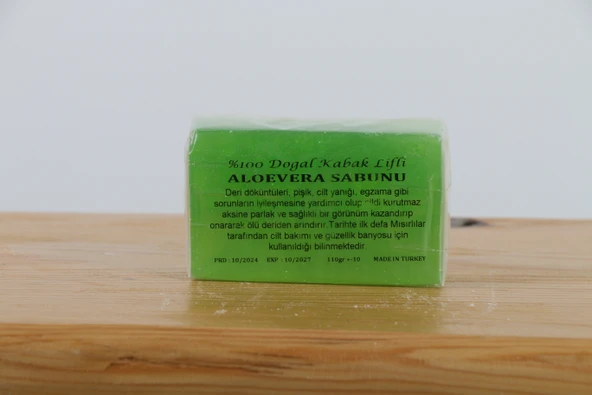 %100 Dogal Kabak Lifli
ALOEVERA SABUNU
Deri döküntüleri, pişik, cilt yanığı, egzama gibi
sorunların iyileşmesine yardımcı olup cildi kurutmaz
aksine parlak ve sağlıklı bir görünüm kazandırıp
onararak ölü deriden arındırır.Tarihte ilk defa Mısırlılar
tarafından cilt bakımı ve güzellik banyosu için
kullanıldığı bilinmektedir.
PRD : 10/2024 EXP : 10/2027 110gr +-10 MADE IN TURKEY